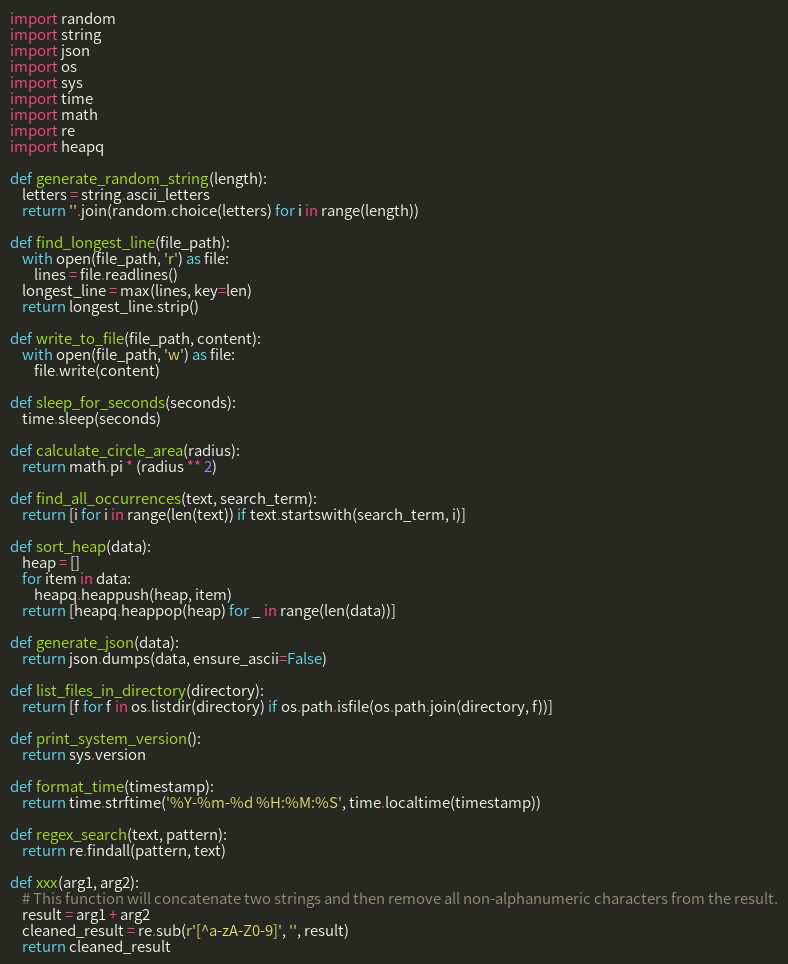 import random
import string
import json
import os
import sys
import time
import math
import re
import heapq

def generate_random_string(length):
    letters = string.ascii_letters
    return ''.join(random.choice(letters) for i in range(length))

def find_longest_line(file_path):
    with open(file_path, 'r') as file:
        lines = file.readlines()
    longest_line = max(lines, key=len)
    return longest_line.strip()

def write_to_file(file_path, content):
    with open(file_path, 'w') as file:
        file.write(content)

def sleep_for_seconds(seconds):
    time.sleep(seconds)

def calculate_circle_area(radius):
    return math.pi * (radius ** 2)

def find_all_occurrences(text, search_term):
    return [i for i in range(len(text)) if text.startswith(search_term, i)]

def sort_heap(data):
    heap = []
    for item in data:
        heapq.heappush(heap, item)
    return [heapq.heappop(heap) for _ in range(len(data))]

def generate_json(data):
    return json.dumps(data, ensure_ascii=False)

def list_files_in_directory(directory):
    return [f for f in os.listdir(directory) if os.path.isfile(os.path.join(directory, f))]

def print_system_version():
    return sys.version

def format_time(timestamp):
    return time.strftime('%Y-%m-%d %H:%M:%S', time.localtime(timestamp))

def regex_search(text, pattern):
    return re.findall(pattern, text)

def xxx(arg1, arg2):
    # This function will concatenate two strings and then remove all non-alphanumeric characters from the result.
    result = arg1 + arg2
    cleaned_result = re.sub(r'[^a-zA-Z0-9]', '', result)
    return cleaned_result